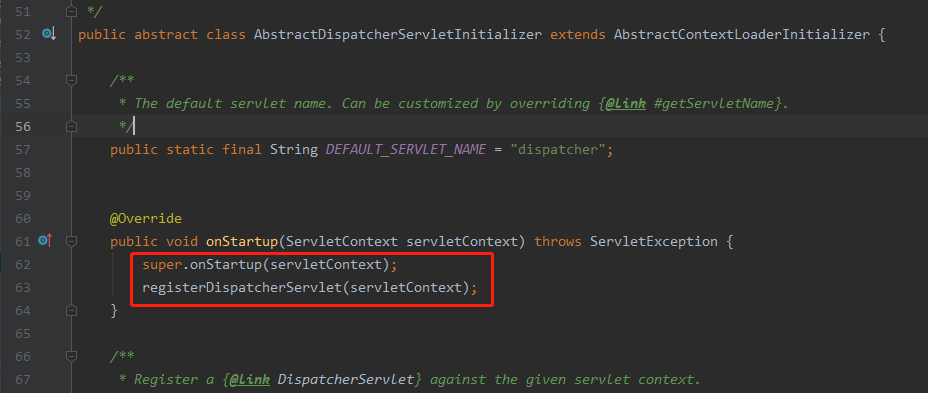 51 */
52 public abstract class AbstractDispatcherServletInitializer extends AbstractContextLoaderInitializer {
53
54 /**
55 * The default servlet name. Can be customized by overriding {@link #getServletName}.
56 */
57 public static final String DEFAULT_SERVLET_NAME = "dispatcher";
58
59
60 @Override
61 public void onStartup(ServletContext servletContext) throws ServletException {
62 super.onStartup(servletContext);
63 registerDispatcherServlet(servletContext);
64 }
65
66 /**
67 * Register a {@link DispatcherServlet} against the given servlet context.